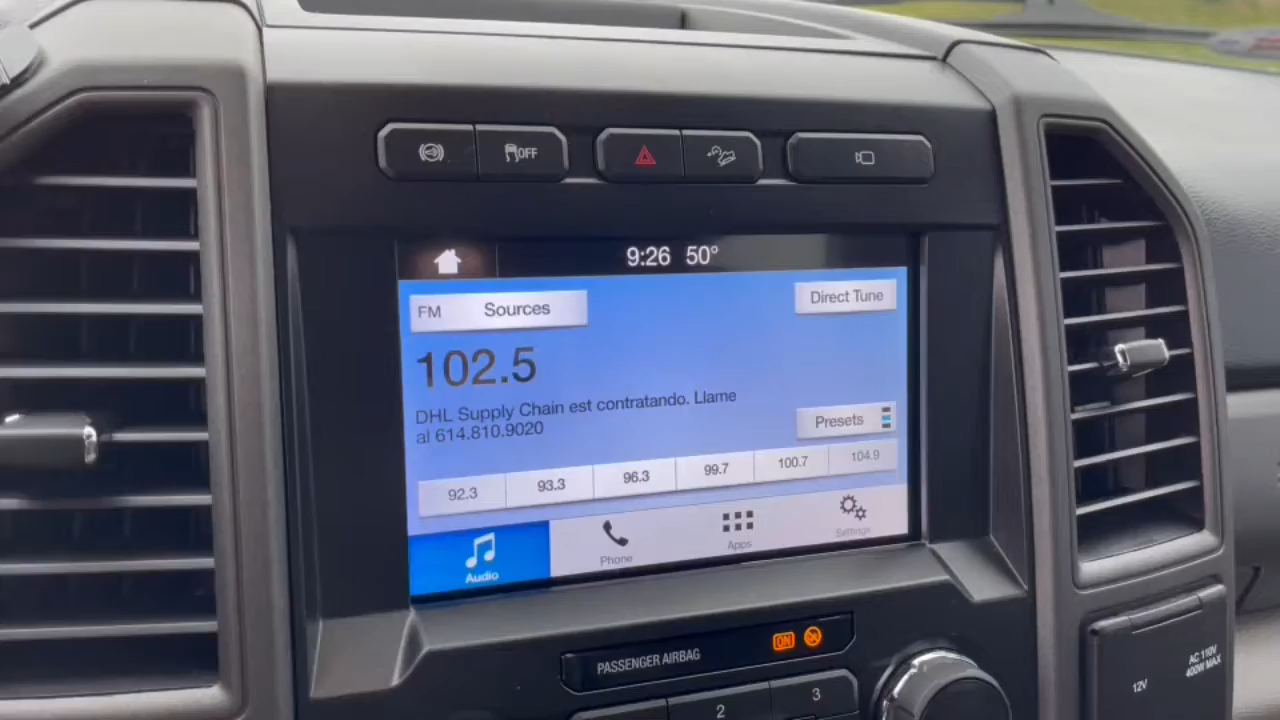 OFF
9:26 50°
FM Sources
Direct Tune
102.5
DHL Supply Chain est contratando. Llame
al 614.810.9020
Presets
92.3 93.3 96.3 99.7 100.7 104.9
Audio Phone Apps Settings
PASSENGER AIRBAG ON
2 3
12V
AC 110V
400W MAX